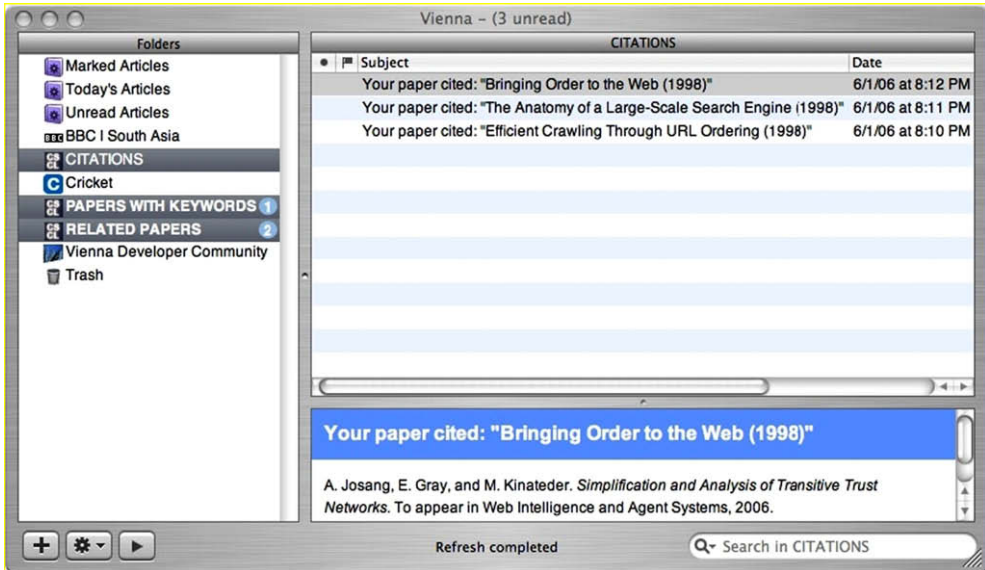 Vienna – (3 unread)
Folders
Marked Articles
Today's Articles
Unread Articles
BBC BBC | South Asia
CITATIONS
C Cricket
PAPERS WITH KEYWORDS 1
RELATED PAPERS 2
Vienna Developer Community
Trash
CITATIONS
Subject Date
Your paper cited: "Bringing Order to the Web (1998)" 6/1/06 at 8:12 PM
Your paper cited: "The Anatomy of a Large-Scale Search Engine (1998)" 6/1/06 at 8:11 PM
Your paper cited: "Efficient Crawling Through URL Ordering (1998)" 6/1/06 at 8:10 PM
Your paper cited: "Bringing Order to the Web (1998)"
A. Josang, E. Gray, and M. Kinateder. Simplification and Analysis of Transitive Trust
Networks. To appear in Web Intelligence and Agent Systems, 2006.
Refresh completed
Search in CITATIONS